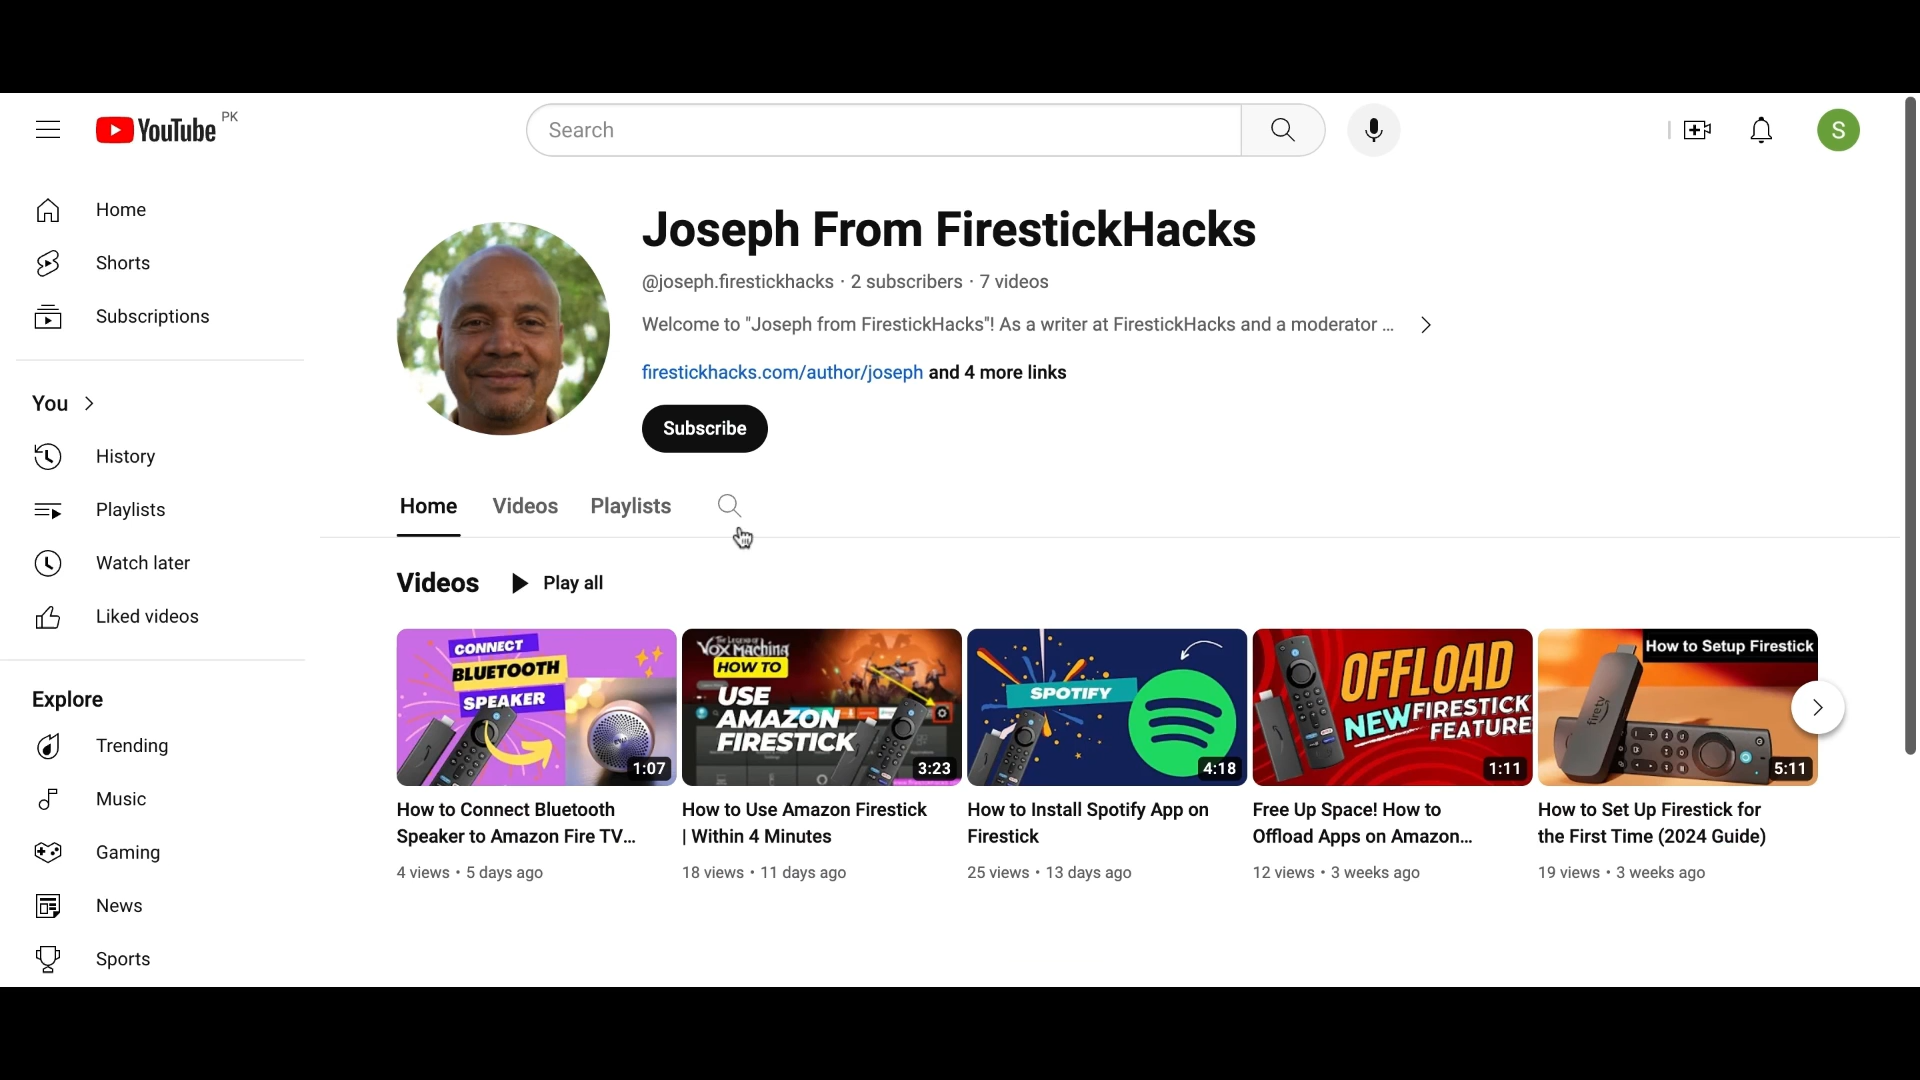 YouTube PK
Search
S
Home
Shorts
Subscriptions
You
History
Playlists
Watch later
Liked videos
Explore
Trending
Music
Gaming
News
Sports
Joseph From FirestickHacks
@joseph.firestickhacks · 2 subscribers · 7 videos
Welcome to "Joseph from FirestickHacks"! As a writer at FirestickHacks and a moderator ...
firestickhacks.com/author/joseph and 4 more links
Subscribe
Home Videos Playlists
Videos Play all
CONNECT
BLUETOOTH
SPEAKER
1:07
How to Connect Bluetooth
Speaker to Amazon Fire TV...
4 views • 5 days ago
THE LEGEND OF
VOX MACHINA
HOW TO
USE
AMAZON
FIRESTICK
3:23
How to Use Amazon Firestick
| Within 4 Minutes
18 views • 11 days ago
SPOTIFY
4:18
How to Install Spotify App on
Firestick
25 views • 13 days ago
OFFLOAD
NEW FIRESTICK
FEATURE
1:11
Free Up Space! How to
Offload Apps on Amazon...
12 views • 3 weeks ago
How to Setup Firestick
firetv
5:11
How to Set Up Firestick for
the First Time (2024 Guide)
19 views • 3 weeks ago